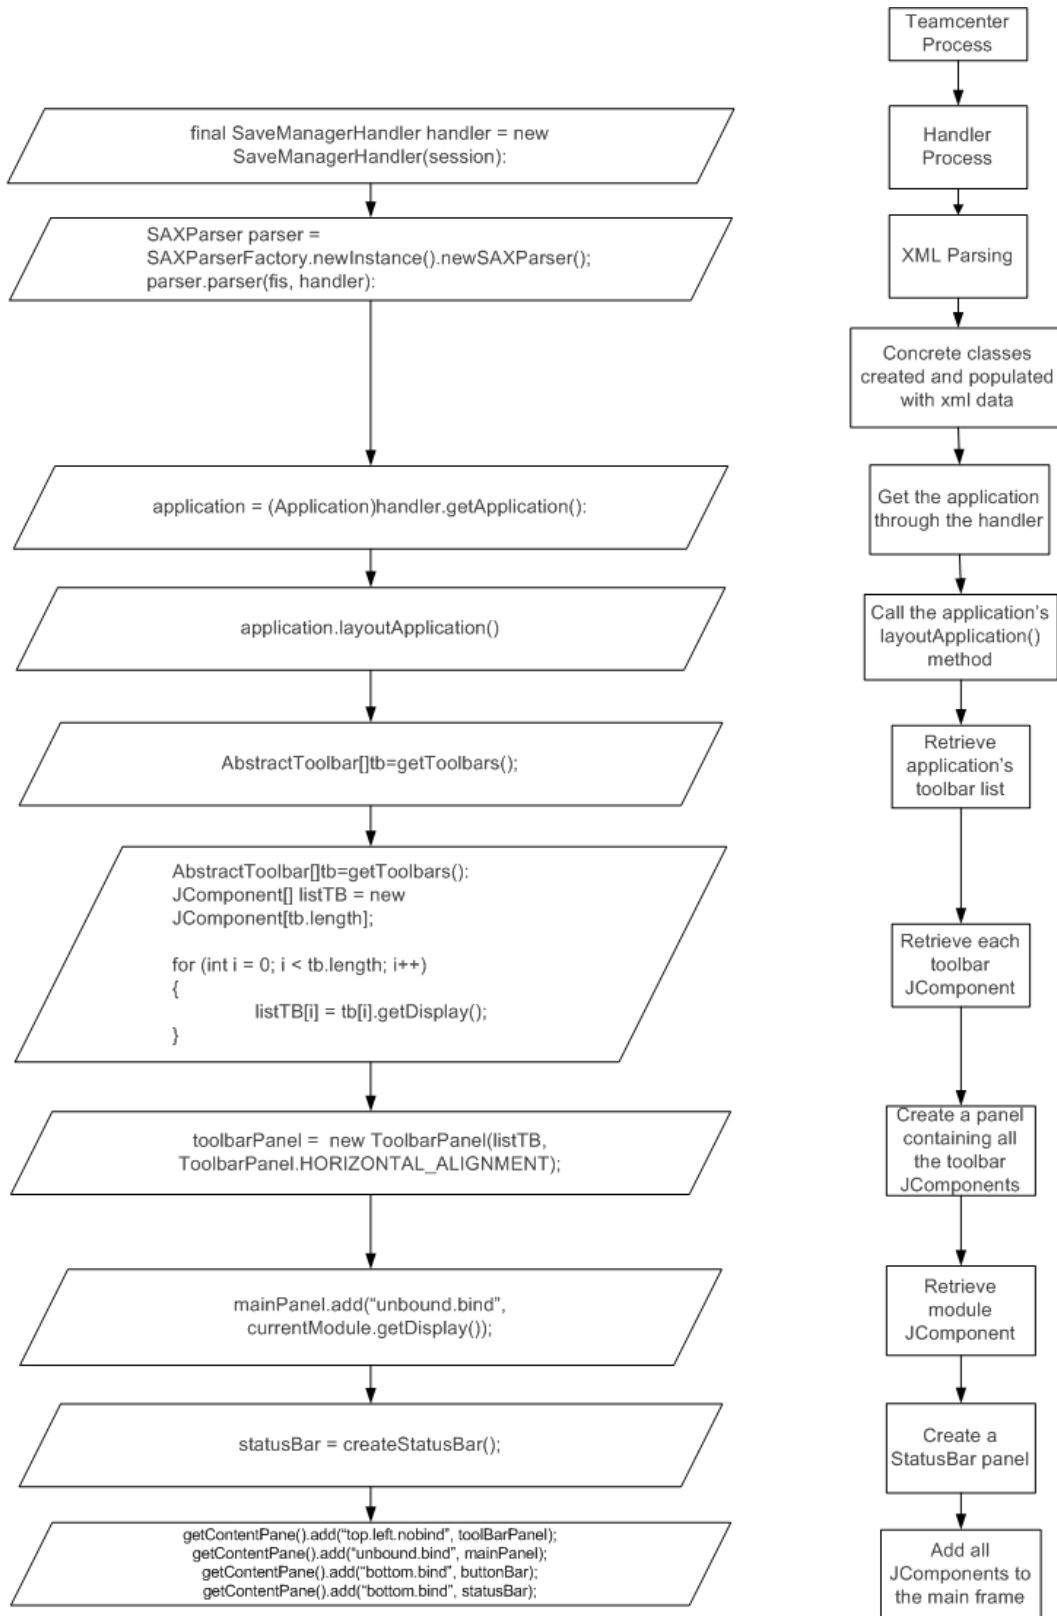 Teamcenter
Process
final SaveManagerHandler handler = new
SaveManagerHandler(session):
Handler
Process
SAXParser parser =
SAXParserFactory.newInstance().newSAXParser();
parser.parser(fis, handler):
XML Parsing
Concrete classes
created and populated
with xml data
application = (Application)handler.getApplication():
Get the application
through the handler
application.layoutApplication()
Call the application’s
layoutApplication()
method
AbstractToolbar[]tb=getToolbars();
Retrieve
application’s
toolbar list
AbstractToolbar[]tb=getToolbars():
JComponent[] listTB = new
JComponent[tb.length];
for (int i = 0; i < tb.length; i++)
{
listTB[i] = tb[i].getDisplay();
}
Retrieve each
toolbar
JComponent
toolbarPanel =  new ToolbarPanel(listTB,
ToolbarPanel.HORIZONTAL_ALIGNMENT);
Create a panel
containing all
the toolbar
JComponents
mainPanel.add(“unbound.bind”,
currentModule.getDisplay());
Retrieve
module
JComponent
statusBar = createStatusBar();
Create a
StatusBar panel
getContentPane().add(“top.left.nobind”, toolBarPanel);
getContentPane().add(“unbound.bind”, mainPanel);
getContentPane().add(“bottom.bind”, buttonBar);
getContentPane().add(“bottom.bind”, statusBar);
Add all
JComponents to
the main frame